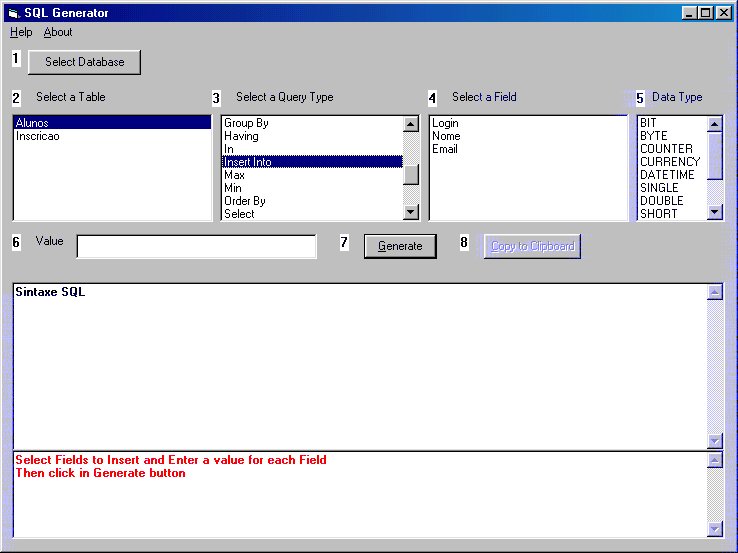 SQL Generator
Help About
1 Select Database
2 Select a Table 3 Select a Query Type 4 Select a Field 5 Data Type
Alunos
Inscricao
Group By
Having
In
Insert Into
Max
Min
Order By
Select
Login
Nome
Email
BIT
BYTE
COUNTER
CURRENCY
DATETIME
SINGLE
DOUBLE
SHORT
6 Value 7 Generate 8 Copy to Clipboard
Sintaxe SQL
Select Fields to Insert and Enter a value for each Field
Then click in Generate button